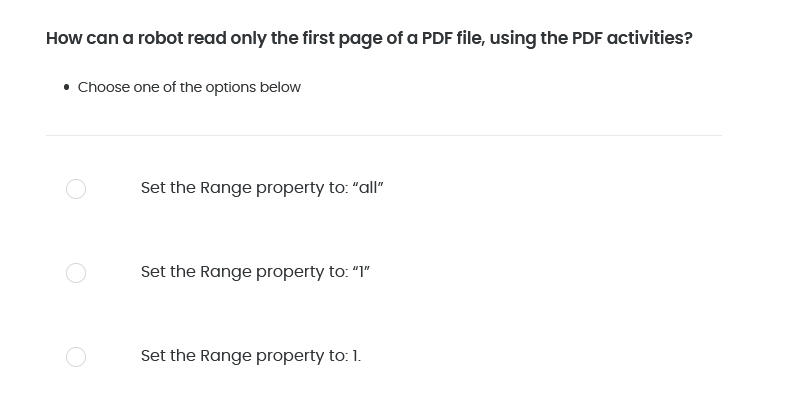 How can a robot read only the first page of a PDF file, using the PDF activities?
• Choose one of the options below
Set the Range property to: “all”
Set the Range property to: “1”
Set the Range property to: 1.